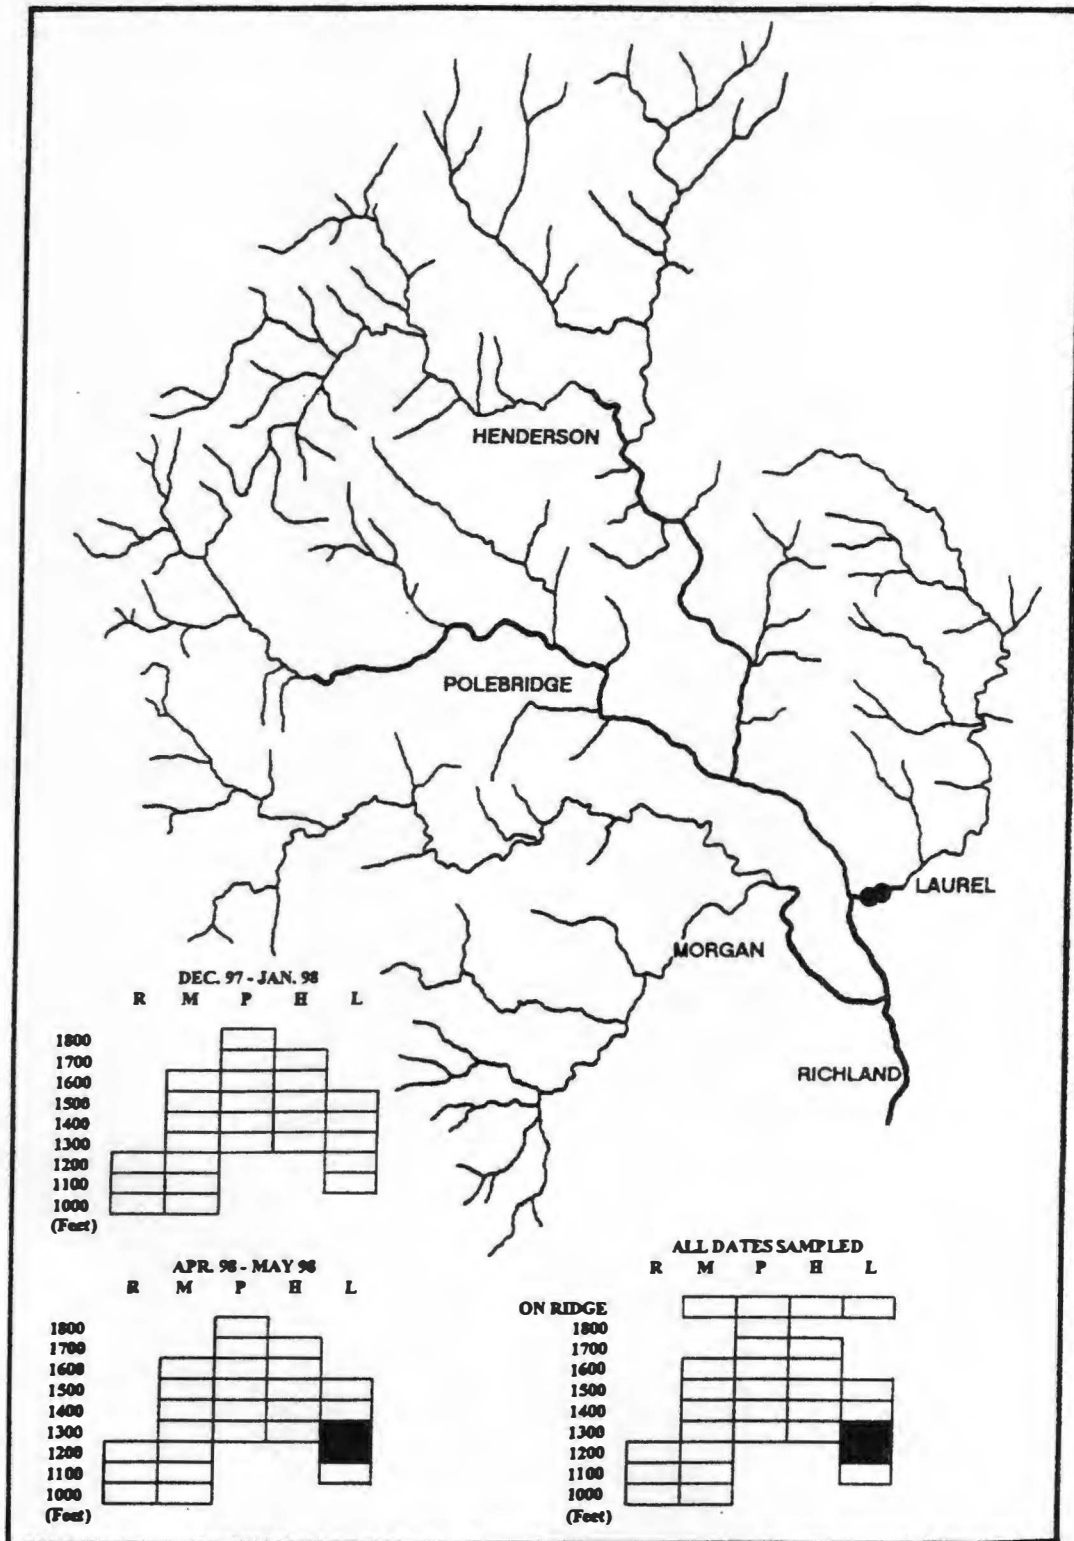 HENDERSON
POLEBRIDGE
LAUREL
MORGAN
RICHLAND
DEC. 97 - JAN. 98
R M P H L
1800
1700
1600
1500
1400
1300
1200
1100
1000
(Feet)
APR. 98 - MAY 98
R M P H L
1800
1700
1600
1500
1400
1300
1200
1100
1000
(Feet)
ALL DATES SAMPLED
R M P H L
ON RIDGE
1800
1700
1600
1500
1400
1300
1200
1100
1000
(Feet)